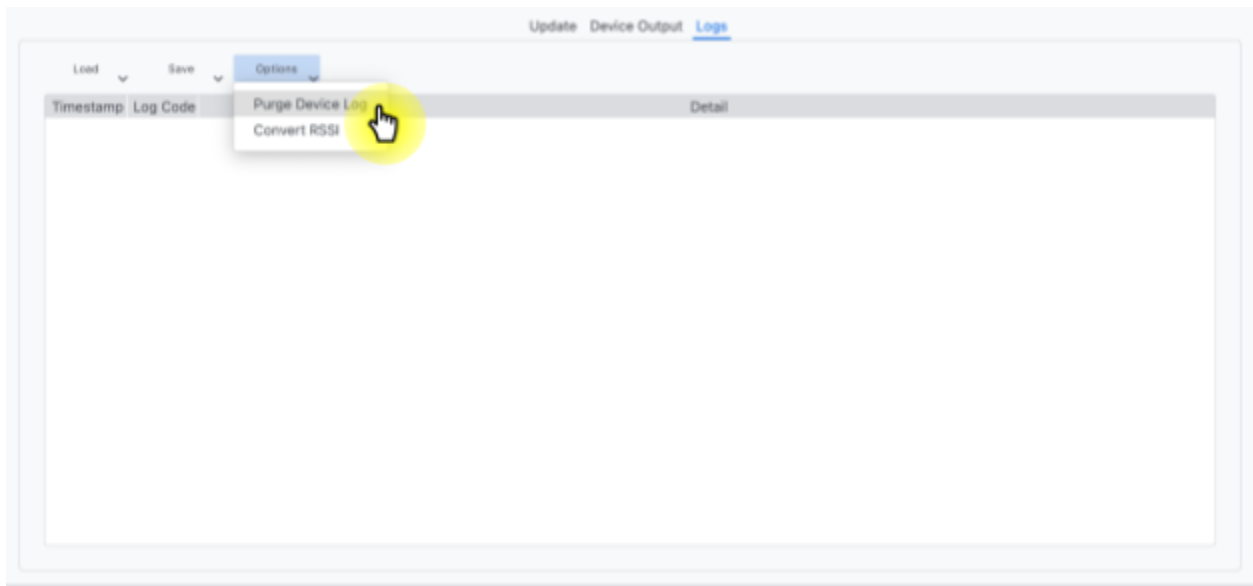 Update Device Output Logs
Load Save Options
Timestamp Log Code Detail
Purge Device Log
Convert RSSI